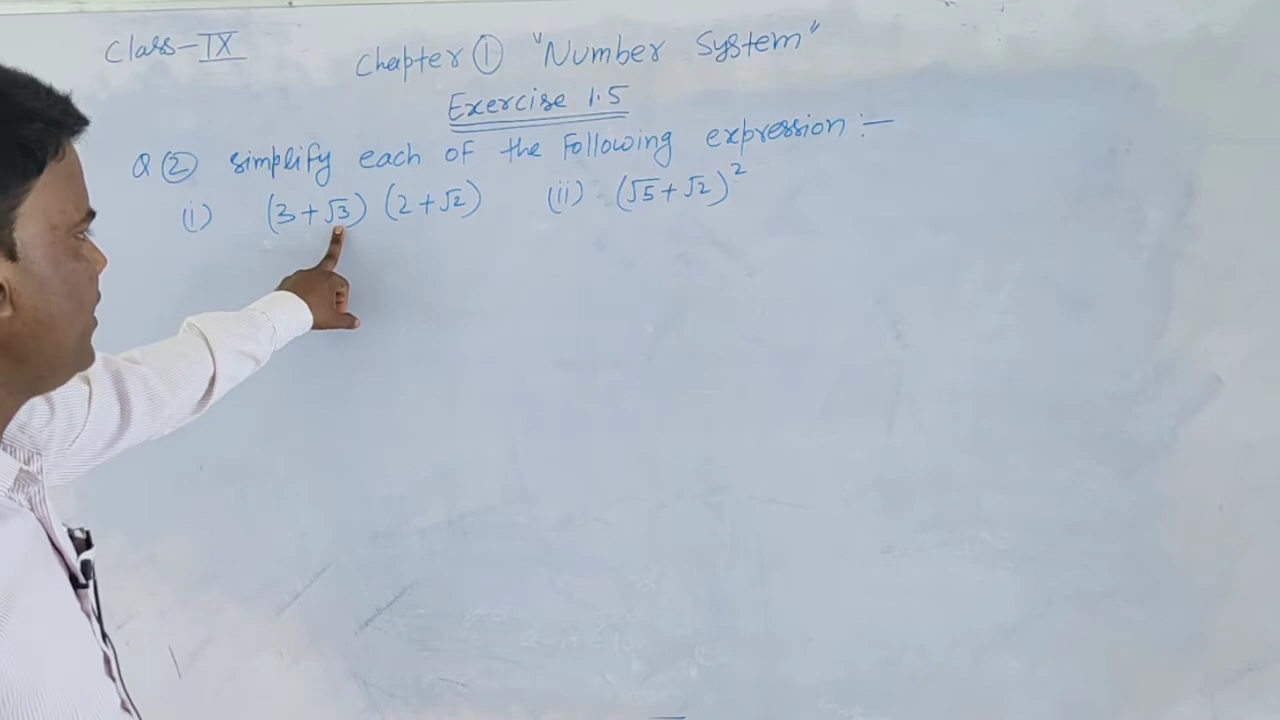 Class-IX
Chapter ① "Number System"
Exercise 1.5
Q ② simplify each of the Following expression :-
(i) (3+√3) (2+√2) (ii) (√5+√2)²